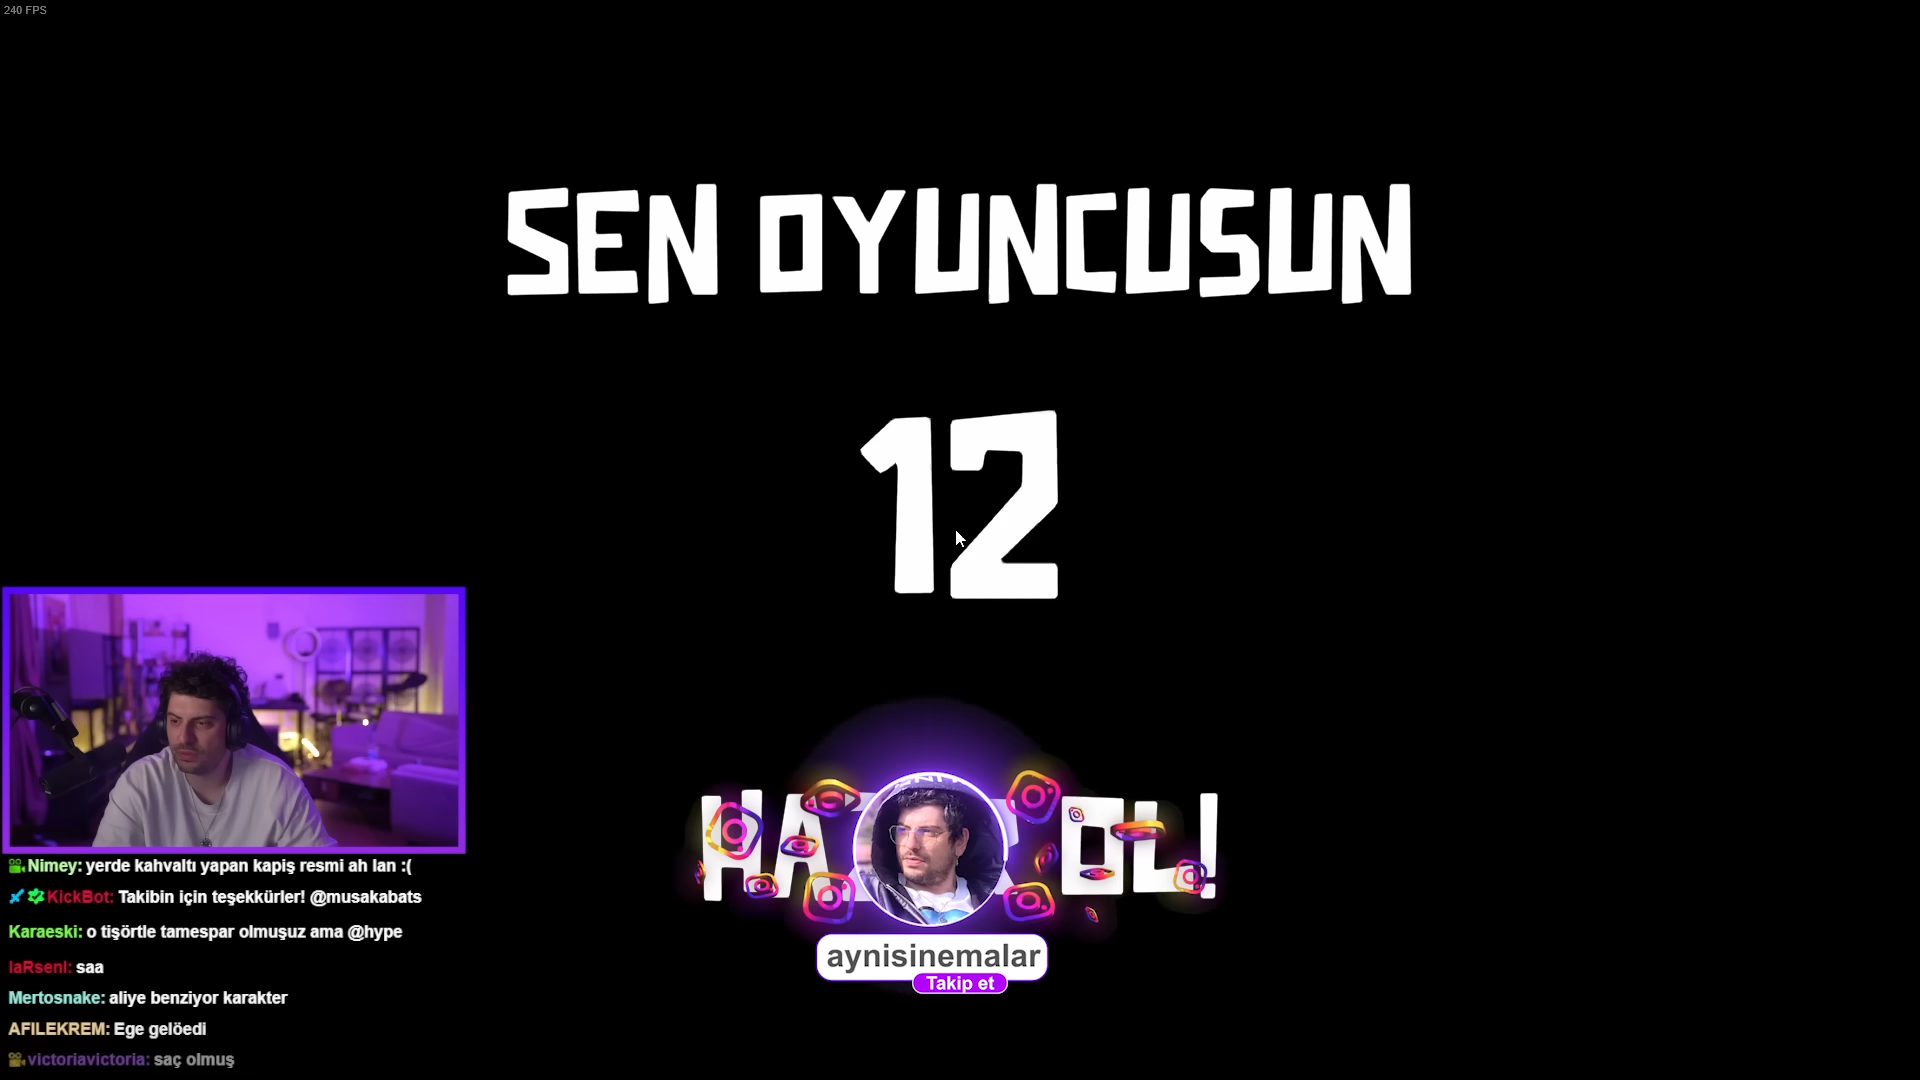 240 FPS
SEN OYUNCUSUN
12
OL!
aynisinemalar
Takip et
Nimey: yerde kahvaltı yapan kapiş resmi ah lan :(
KickBot: Takibin için teşekkürler! @musakabats
Karaeski: o tişörtle tamespar olmuşuz ama @hype
laRsenl: saa
Mertosnake: aliye benziyor karakter
AFILEKREM: Ege gelöedi
victoriavictoria: saç olmuş